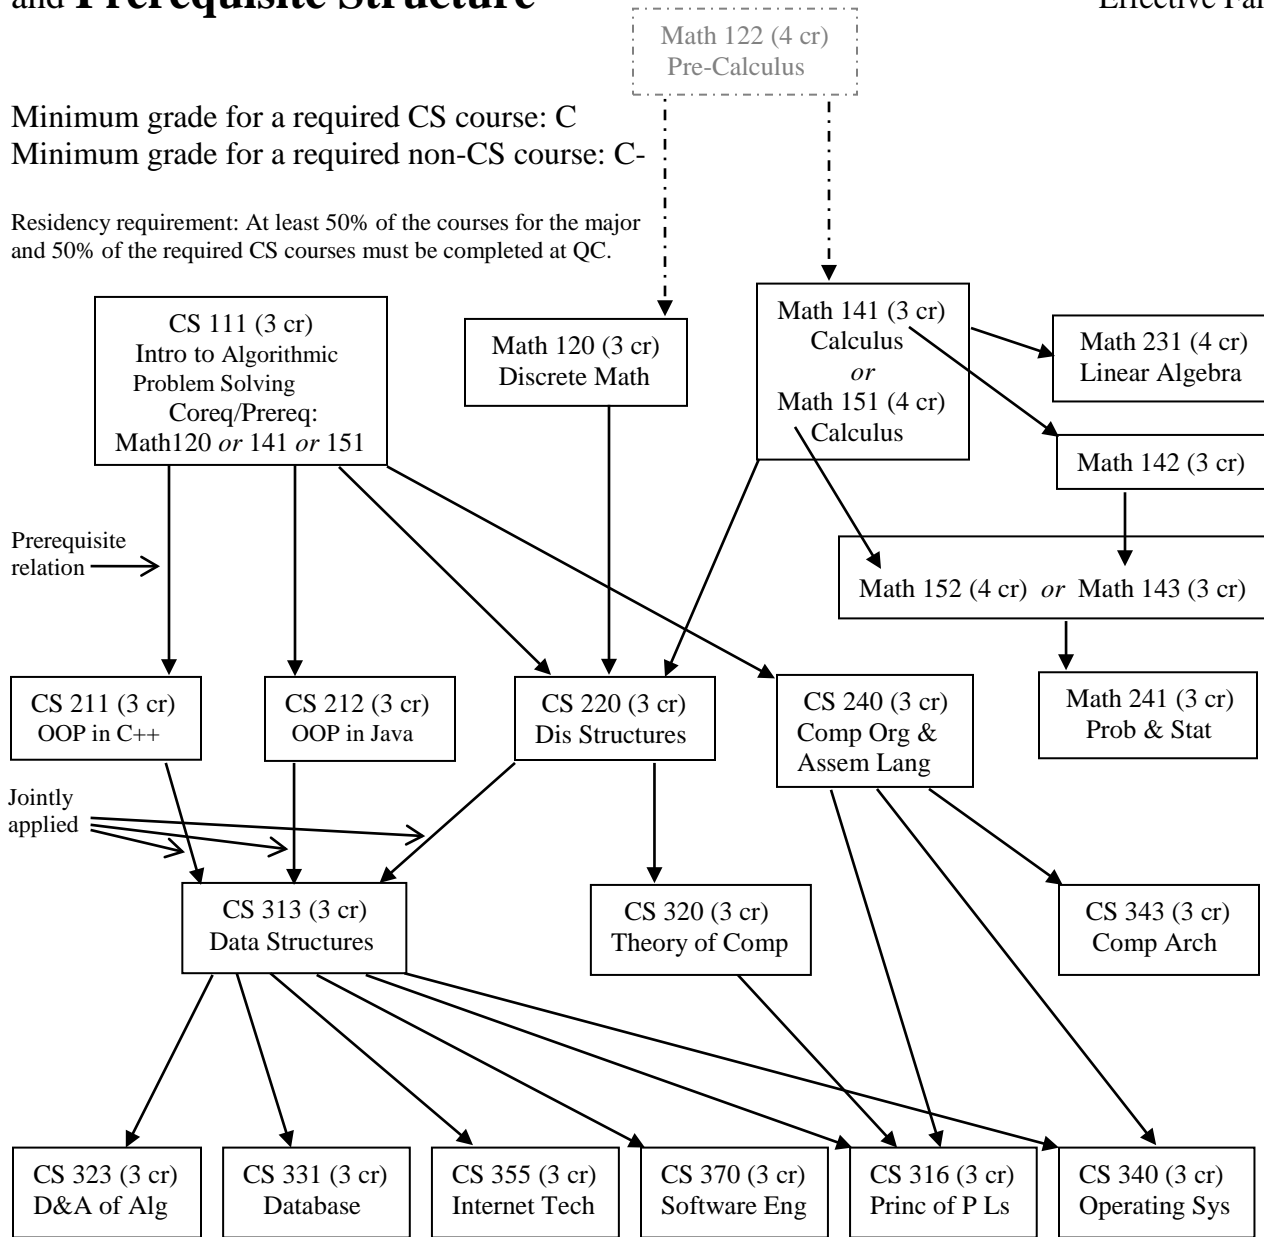 and Prerequisite Structure
Math 122 (4 cr)
Pre-Calculus
Minimum grade for a required CS course: C
Minimum grade for a required non-CS course: C-
Residency requirement: At least 50% of the courses for the major
and 50% of the required CS courses must be completed at QC.
CS 111 (3 cr)
Intro to Algorithmic
Problem Solving
Coreq/Prereq:
Math120 or 141 or 151
Math 120 (3 cr)
Discrete Math
Math 141 (3 cr)
Calculus
or
Math 151 (4 cr)
Calculus
Math 231 (4 cr)
Linear Algebra
Math 142 (3 cr)
Prerequisite
relation
Math 152 (4 cr) or Math 143 (3 cr)
CS 211 (3 cr)
OOP in C++
CS 212 (3 cr)
OOP in Java
CS 220 (3 cr)
Dis Structures
CS 240 (3 cr)
Comp Org &
Assem Lang
Math 241 (3 cr)
Prob & Stat
Jointly
applied
CS 313 (3 cr)
Data Structures
CS 320 (3 cr)
Theory of Comp
CS 343 (3 cr)
Comp Arch
CS 323 (3 cr)
D&A of Alg
CS 331 (3 cr)
Database
CS 355 (3 cr)
Internet Tech
CS 370 (3 cr)
Software Eng
CS 316 (3 cr)
Princ of P Ls
CS 340 (3 cr)
Operating Sys